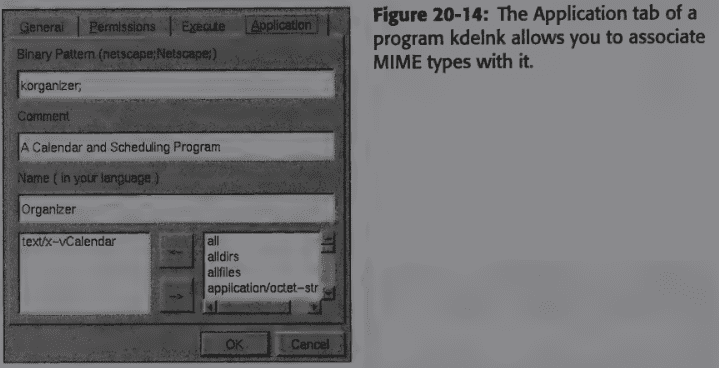 General Permissions Execute Application
Binary Pattern (netscape;Netscape;)
korganizer;
Comment
A Calendar and Scheduling Program
Name ( in your language )
Organizer
text/x-vCalendar
<--
-->
all
alldirs
allfiles
application/octet-str
OK Cancel
Figure 20-14: The Application tab of a
program kdelnk allows you to associate
MIME types with it.